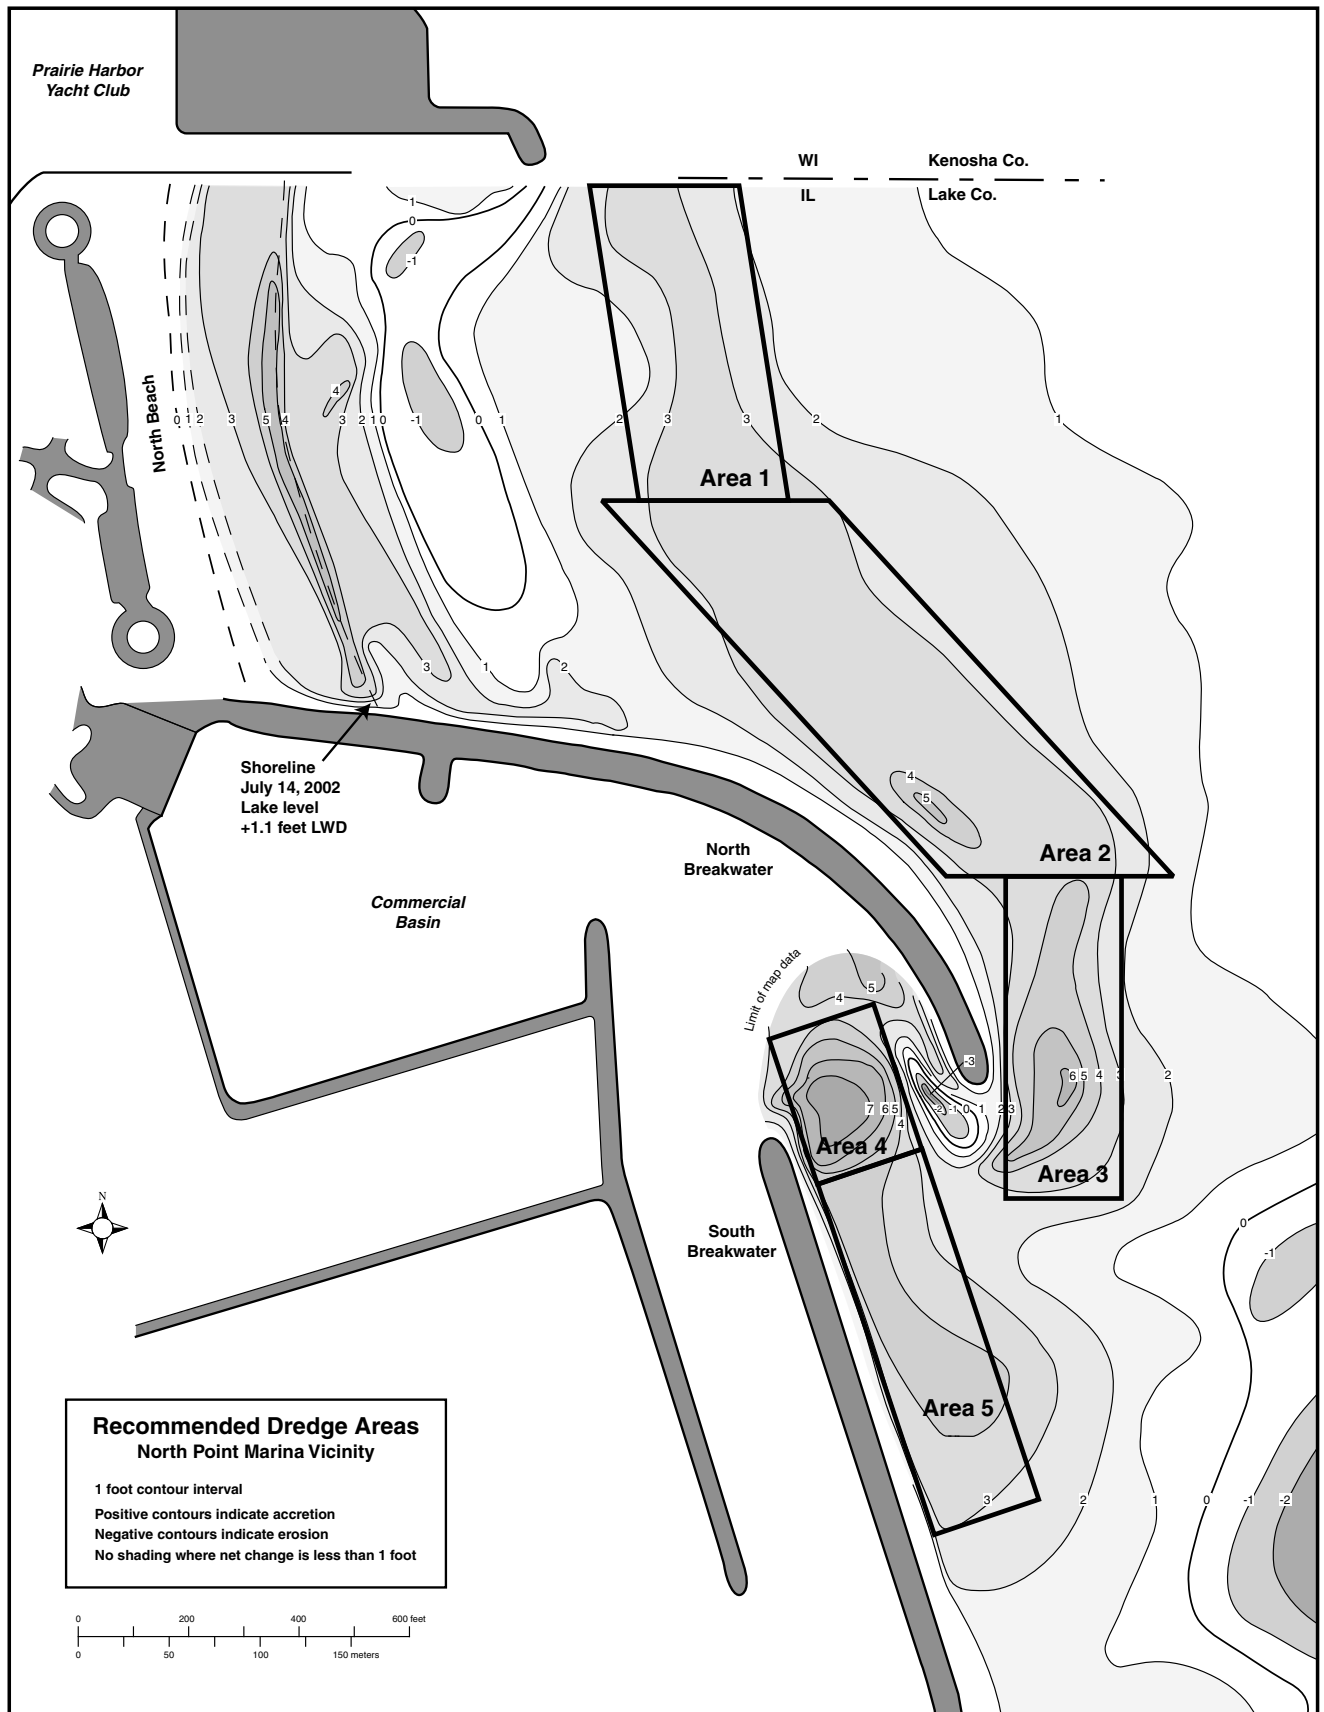 Prairie Harbor
Yacht Club
WI Kenosha Co.
IL Lake Co.
1
0
-1
4
North Beach
0 1 2 3 5 4 3 2 1 0 -1 0 1 2 3 3 2 1
Area 1
3 1 2
Shoreline
July 14, 2002
Lake level
+1.1 feet LWD
4
5
North
Breakwater
Area 2
Commercial
Basin
Limit of map data
4 5
-3
6 5 4 3 2
7 6 5 -2 -1 0 1 2 3
4
Area 4
Area 3
N
South
Breakwater
0
-1
Area 5
3 2 1 0 -1 -2
Recommended Dredge Areas
North Point Marina Vicinity
1 foot contour interval
Positive contours indicate accretion
Negative contours indicate erosion
No shading where net change is less than 1 foot
0 200 400 600 feet
0 50 100 150 meters